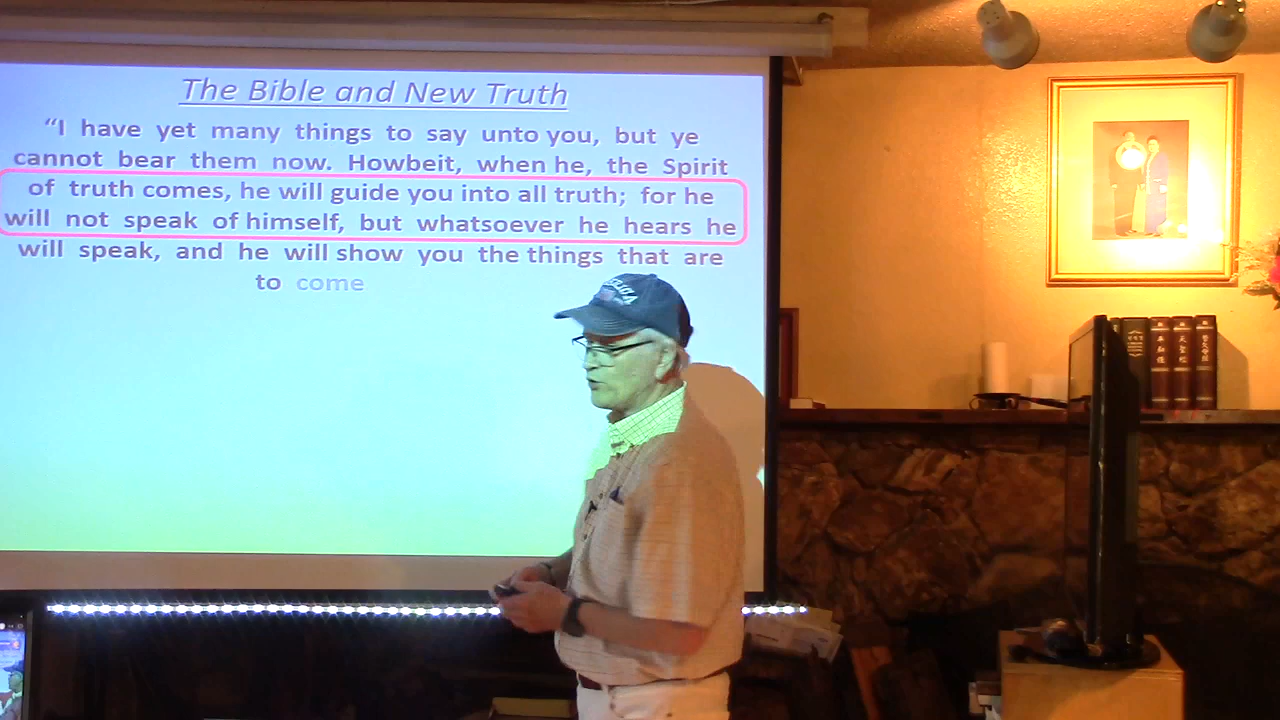 The Bible and New Truth
“I have yet many things to say unto you, but ye
cannot bear them now. Howbeit, when he, the Spirit
of truth comes, he will guide you into all truth; for he
will not speak of himself, but whatsoever he hears he
will speak, and he will show you the things that are
to come